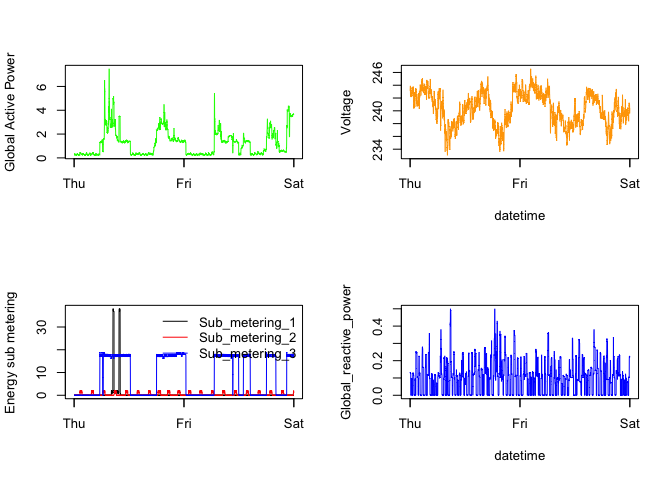 Global Active Power
0 2 4 6
Thu Fri Sat
Voltage
234 240 246
Thu Fri Sat
datetime
Energy sub metering
0 10 30
Sub_metering_1
Sub_metering_2
Sub_metering_3
Thu Fri Sat
Global_reactive_power
0.0 0.2 0.4
Thu Fri Sat
datetime